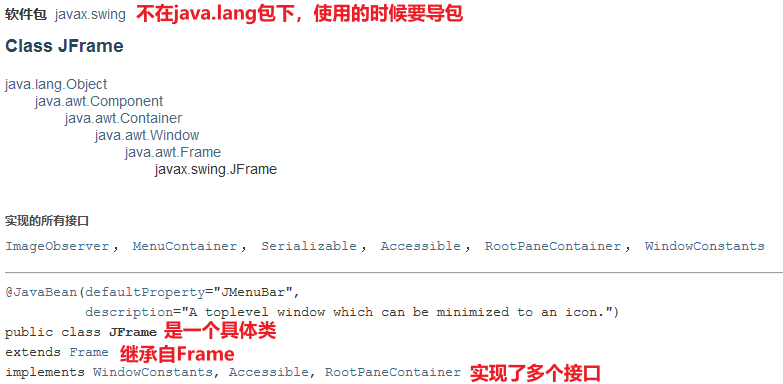 软件包 javax.swing 不在java.lang包下，使用的时候要导包
Class JFrame
java.lang.Object
java.awt.Component
java.awt.Container
java.awt.Window
java.awt.Frame
javax.swing.JFrame
实现的所有接口
ImageObserver， MenuContainer， Serializable， Accessible， RootPaneContainer， WindowConstants
@JavaBean(defaultProperty="JMenuBar",
description="A toplevel window which can be minimized to an icon.")
public class JFrame 是一个具体类
extends Frame 继承自Frame
implements WindowConstants, Accessible, RootPaneContainer 实现了多个接口